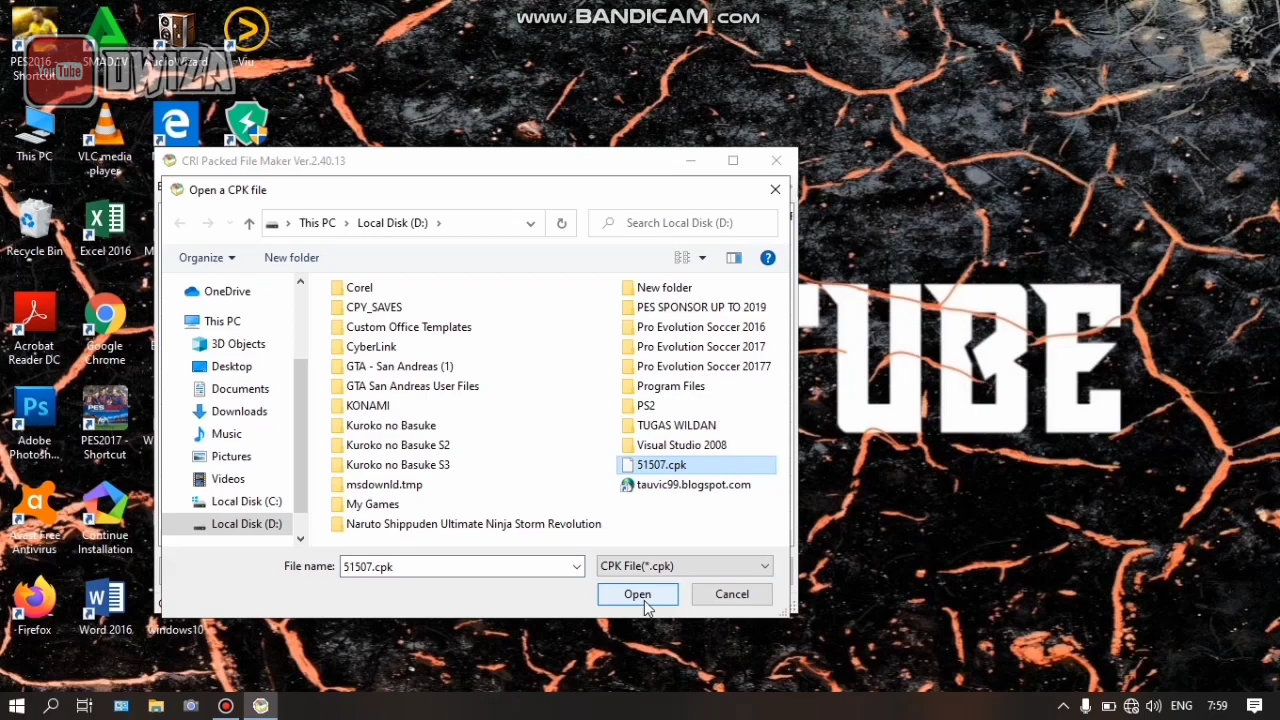 www.BANDICAM.com
PES2016 -
Shortcut
SMADAV
AudioWizard
Viu
YouTube
UWIZA
This PC
VLC media
player
Recycle Bin
Excel 2016
Acrobat
Reader DC
Google
Chrome
Adobe
Photosh...
PES2017 -
Shortcut
Avast Free
Antivirus
Continue
Installation
Firefox
Word 2016
windows10
UBE
CRI Packed File Maker Ver.2.40.13
Open a CPK file
This PC > Local Disk (D:) >
Search Local Disk (D:)
Organize
New folder
OneDrive
This PC
3D Objects
Desktop
Documents
Downloads
Music
Pictures
Videos
Local Disk (C:)
Local Disk (D:)
Corel
CPY_SAVES
Custom Office Templates
CyberLink
GTA - San Andreas (1)
GTA San Andreas User Files
KONAMI
Kuroko no Basuke
Kuroko no Basuke S2
Kuroko no Basuke S3
msdownld.tmp
My Games
Naruto Shippuden Ultimate Ninja Storm Revolution
New folder
PES SPONSOR UP TO 2019
Pro Evolution Soccer 2016
Pro Evolution Soccer 2017
Pro Evolution Soccer 20177
Program Files
PS2
TUGAS WILDAN
Visual Studio 2008
51507.cpk
tauvic99.blogspot.com
File name: 51507.cpk
CPK File(*.cpk)
Open
Cancel
ENG
7:59